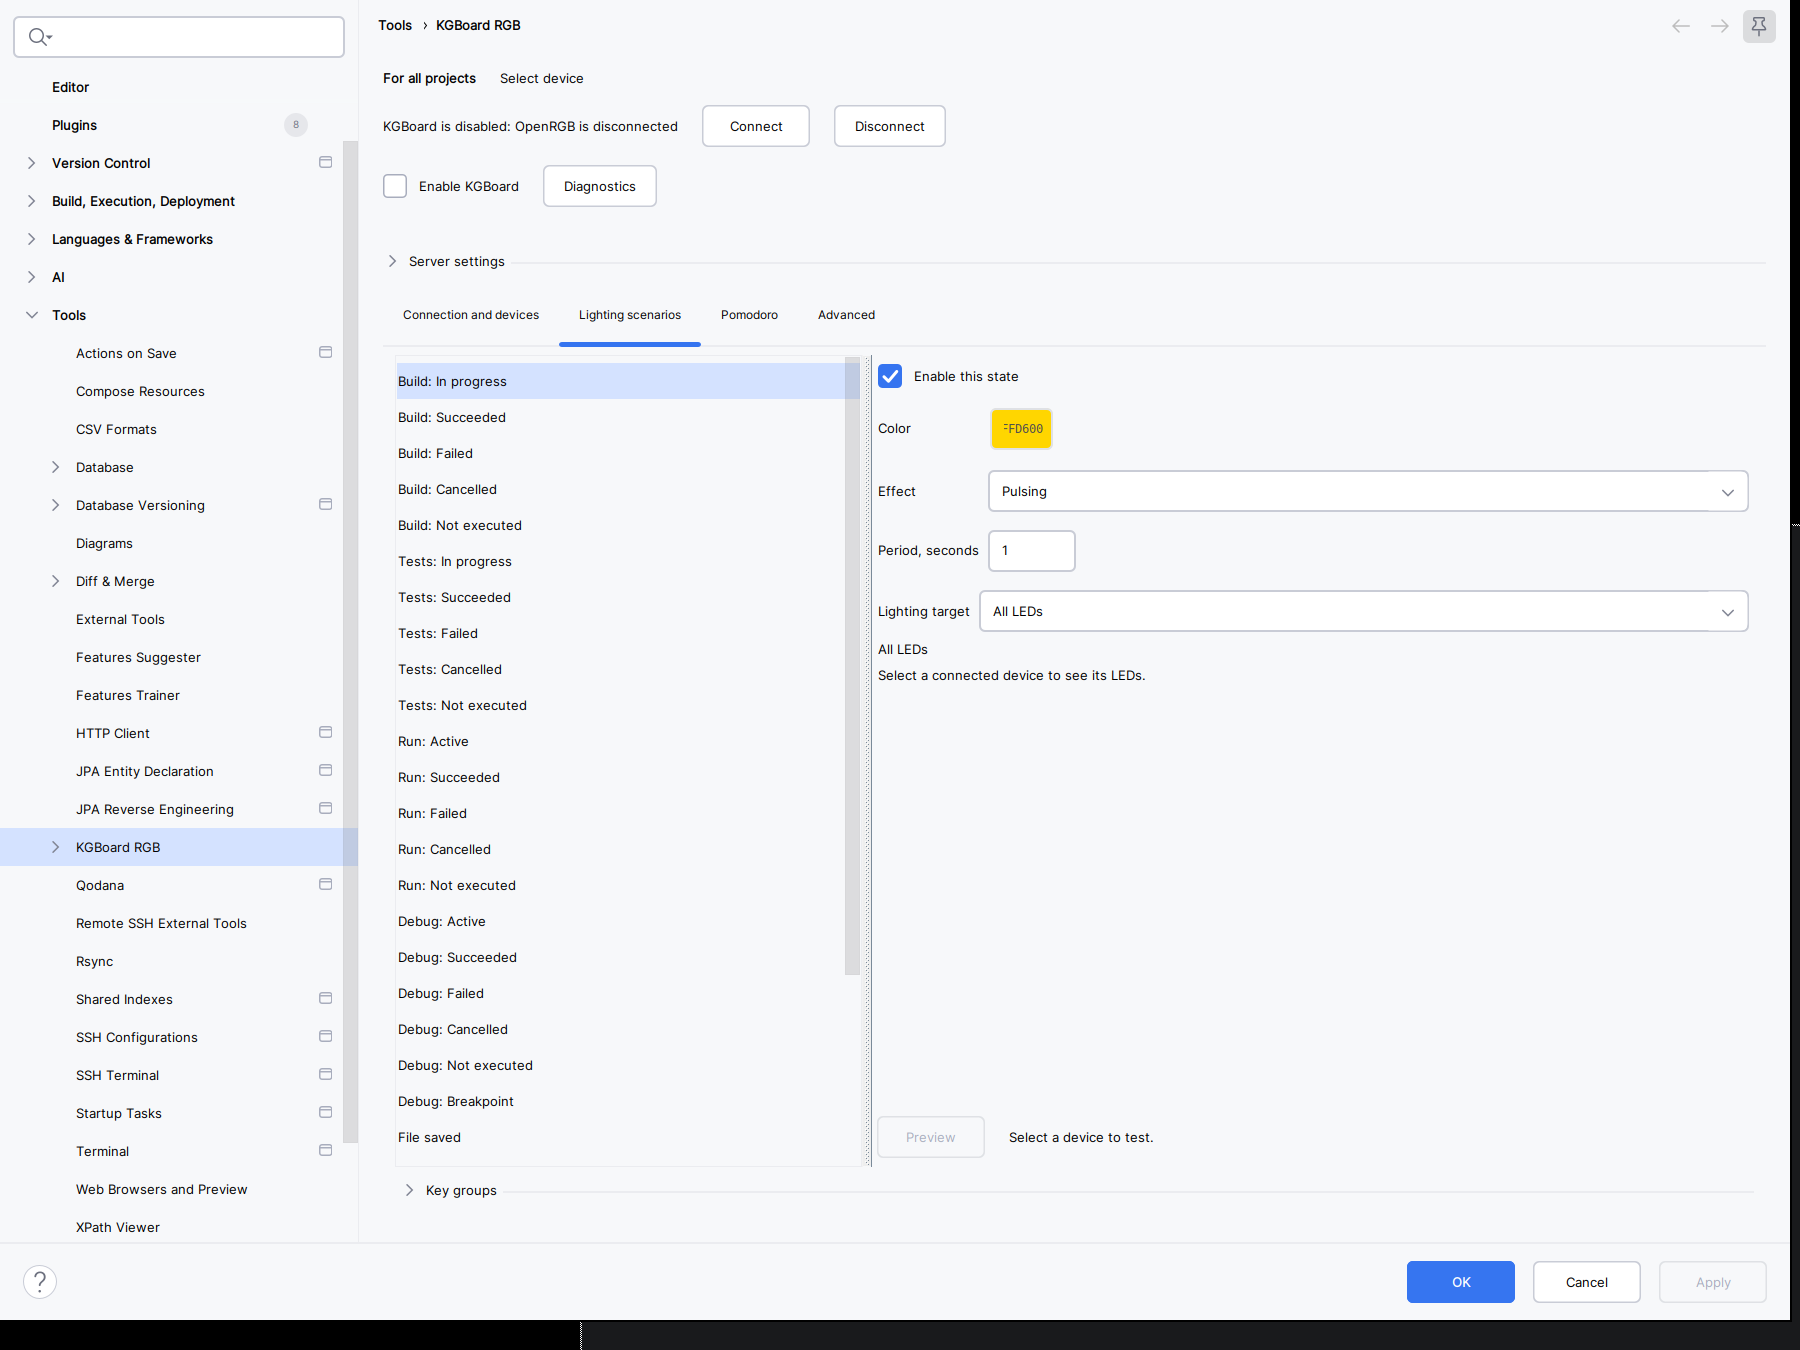 Editor
Plugins 8
Version Control
Build, Execution, Deployment
Languages & Frameworks
AI
Tools
Actions on Save
Compose Resources
CSV Formats
Database
Database Versioning
Diagrams
Diff & Merge
External Tools
Features Suggester
Features Trainer
HTTP Client
JPA Entity Declaration
JPA Reverse Engineering
KGBoard RGB
Qodana
Remote SSH External Tools
Rsync
Shared Indexes
SSH Configurations
SSH Terminal
Startup Tasks
Terminal
Web Browsers and Preview
XPath Viewer
Tools › KGBoard RGB
For all projects Select device
KGBoard is disabled: OpenRGB is disconnected Connect Disconnect
Enable KGBoard Diagnostics
Server settings
Connection and devices Lighting scenarios Pomodoro Advanced
Build: In progress
Build: Succeeded
Build: Failed
Build: Cancelled
Build: Not executed
Tests: In progress
Tests: Succeeded
Tests: Failed
Tests: Cancelled
Tests: Not executed
Run: Active
Run: Succeeded
Run: Failed
Run: Cancelled
Run: Not executed
Debug: Active
Debug: Succeeded
Debug: Failed
Debug: Cancelled
Debug: Not executed
Debug: Breakpoint
File saved
Enable this state
Color FFD600
Effect Pulsing
Period, seconds 1
Lighting target All LEDs
All LEDs
Select a connected device to see its LEDs.
Preview Select a device to test.
Key groups
? OK Cancel Apply